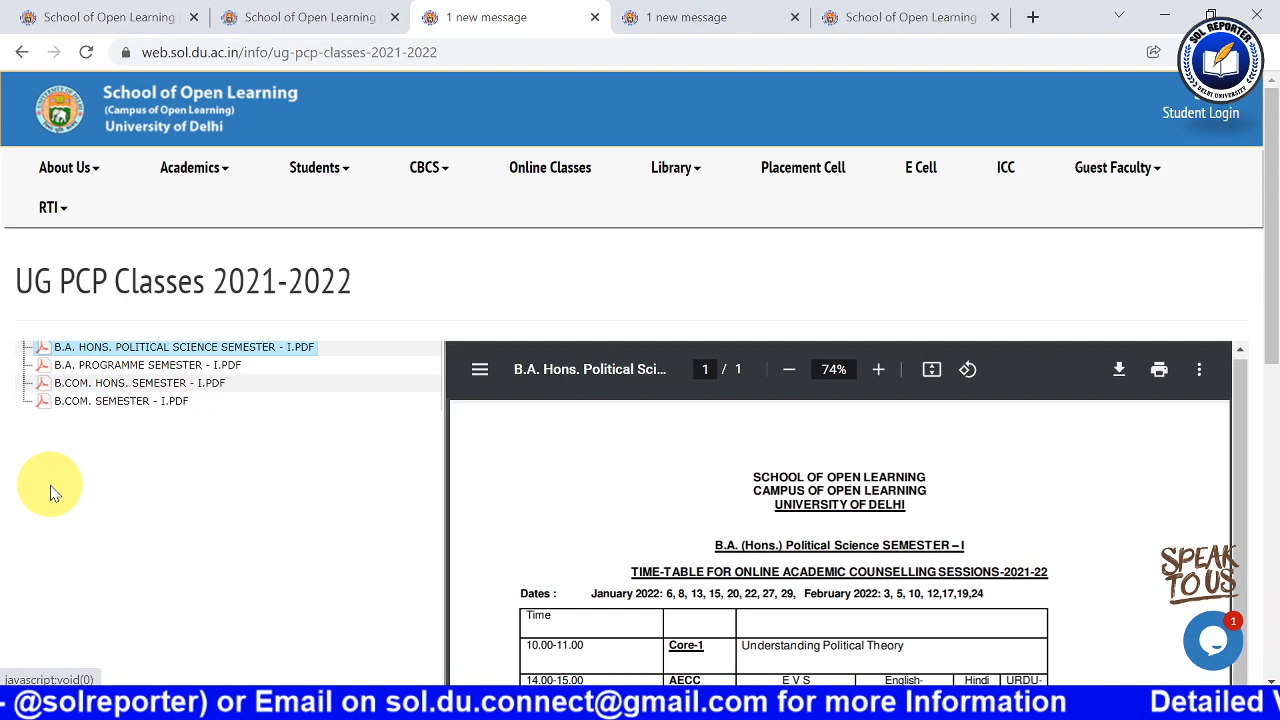 School of Open Learning
School of Open Learning
1 new message
1 new message
School of Open Learning
web.sol.du.ac.in/info/ug-pcp-classes-2021-2022
SOL REPORTER
DELHI UNIVERSITY
School of Open Learning
(Campus of Open Learning)
University of Delhi
Student Login
About Us
Academics
Students
CBCS
Online Classes
Library
Placement Cell
E Cell
ICC
Guest Faculty
RTI
UG PCP Classes 2021-2022
B.A. HONS. POLITICAL SCIENCE SEMESTER - I.PDF
B.A. PROGRAMME SEMESTER - I.PDF
B.COM. HONS. SEMESTER - I.PDF
B.COM. SEMESTER - I.PDF
B.A. Hons. Political Sci...
1 / 1
74%
SCHOOL OF OPEN LEARNING
CAMPUS OF OPEN LEARNING
UNIVERSITY OF DELHI
B.A. (Hons.) Political Science SEMESTER – I
TIME-TABLE FOR ONLINE ACADEMIC COUNSELLING SESSIONS-2021-22
Dates : January 2022: 6, 8, 13, 15, 20, 22, 27, 29, February 2022: 3, 5, 10, 12,17,19,24
Time
10.00-11.00 Core-1 Understanding Political Theory
14.00-15.00 AECC E V S English- Hindi URDU-
SPEAK TO US
1
javascript:void(0)
- @solreporter) or Email on sol.du.connect@gmail.com for more Information Detailed V